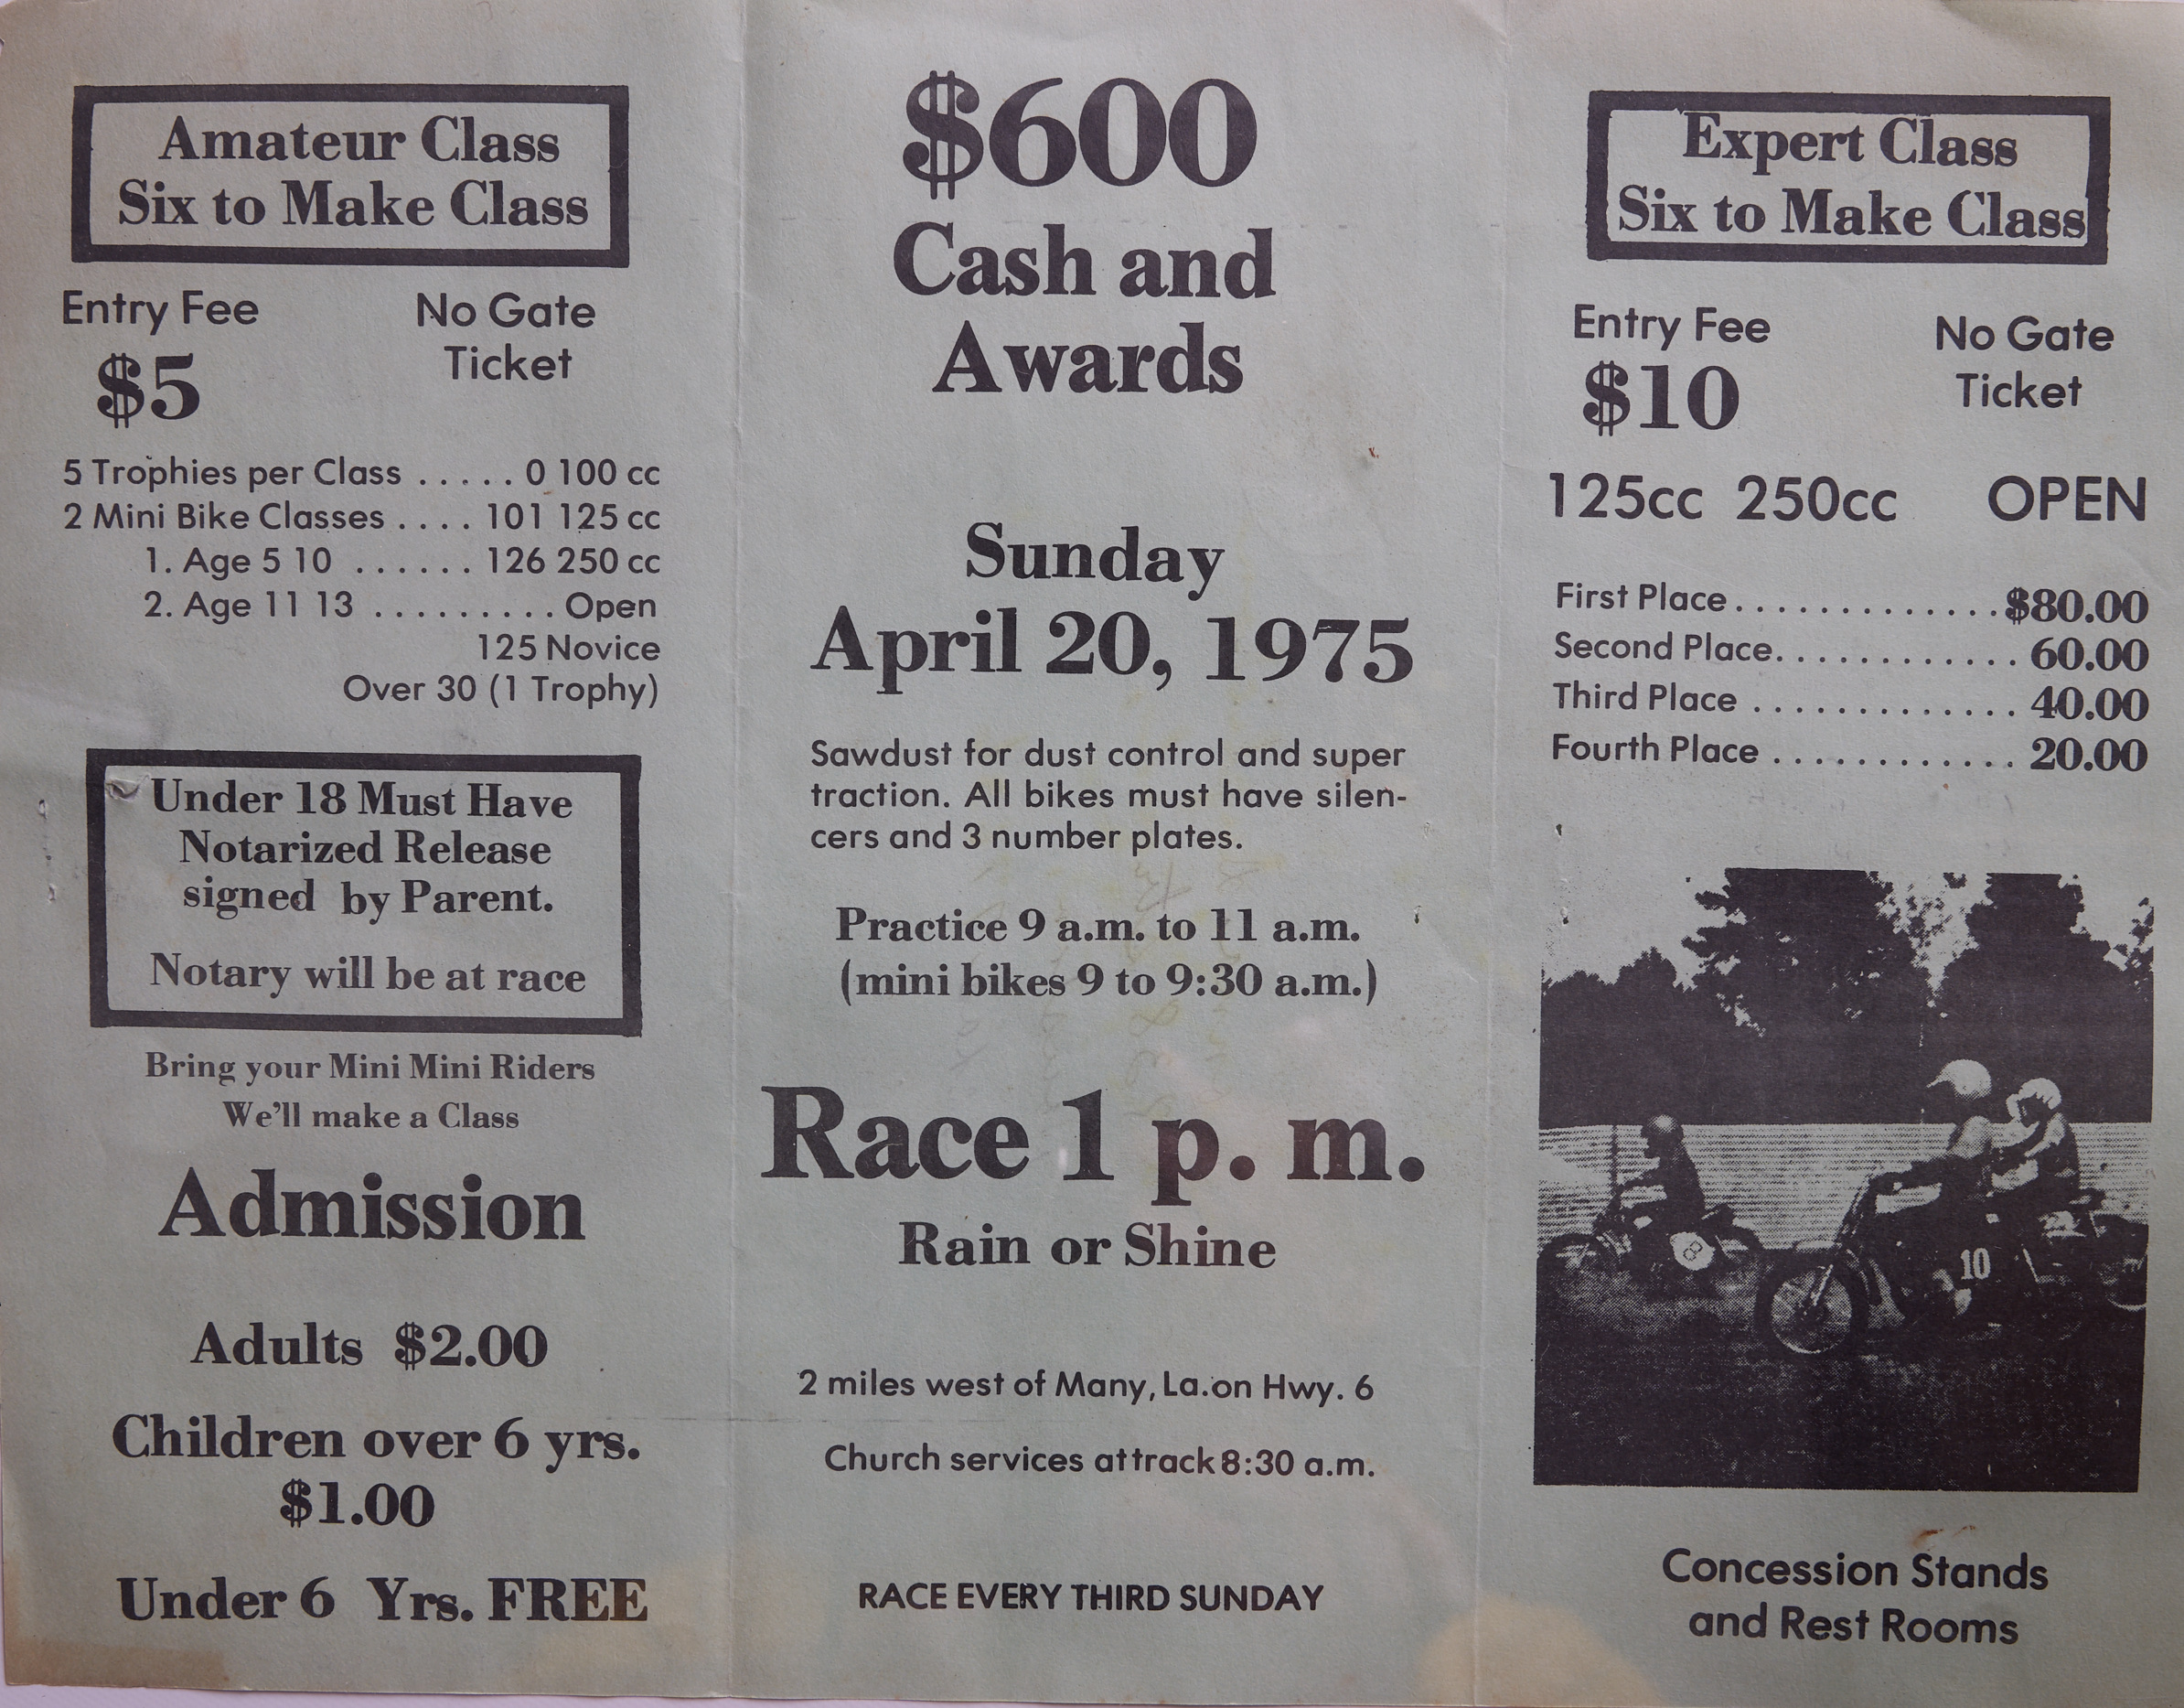 Amateur Class
Six to Make Class
Entry Fee
$5
No Gate
Ticket
5 Trophies per Class . . . . . 0 100 cc
2 Mini Bike Classes . . . . 101 125 cc
1. Age 5 10 . . . . . . 126 250 cc
2. Age 11 13 . . . . . . . . . Open
125 Novice
Over 30 (1 Trophy)
Under 18 Must Have
Notarized Release
signed by Parent.
Notary will be at race
Bring your Mini Mini Riders
We'll make a Class
Admission
Adults $2.00
Children over 6 yrs.
$1.00
Under 6 Yrs. FREE
$600
Cash and
Awards
Sunday
April 20, 1975
Sawdust for dust control and super
traction. All bikes must have silen-
cers and 3 number plates.
Practice 9 a.m. to 11 a.m.
(mini bikes 9 to 9:30 a.m.)
Race 1 p. m.
Rain or Shine
2 miles west of Many, La. on Hwy. 6
Church services at track 8:30 a.m.
RACE EVERY THIRD SUNDAY
Expert Class
Six to Make Class
Entry Fee
$10
No Gate
Ticket
125cc 250cc OPEN
First Place . . . . . . . . . . . . . $80.00
Second Place. . . . . . . . . . . . 60.00
Third Place . . . . . . . . . . . . . 40.00
Fourth Place . . . . . . . . . . . . 20.00
8
10
Concession Stands
and Rest Rooms